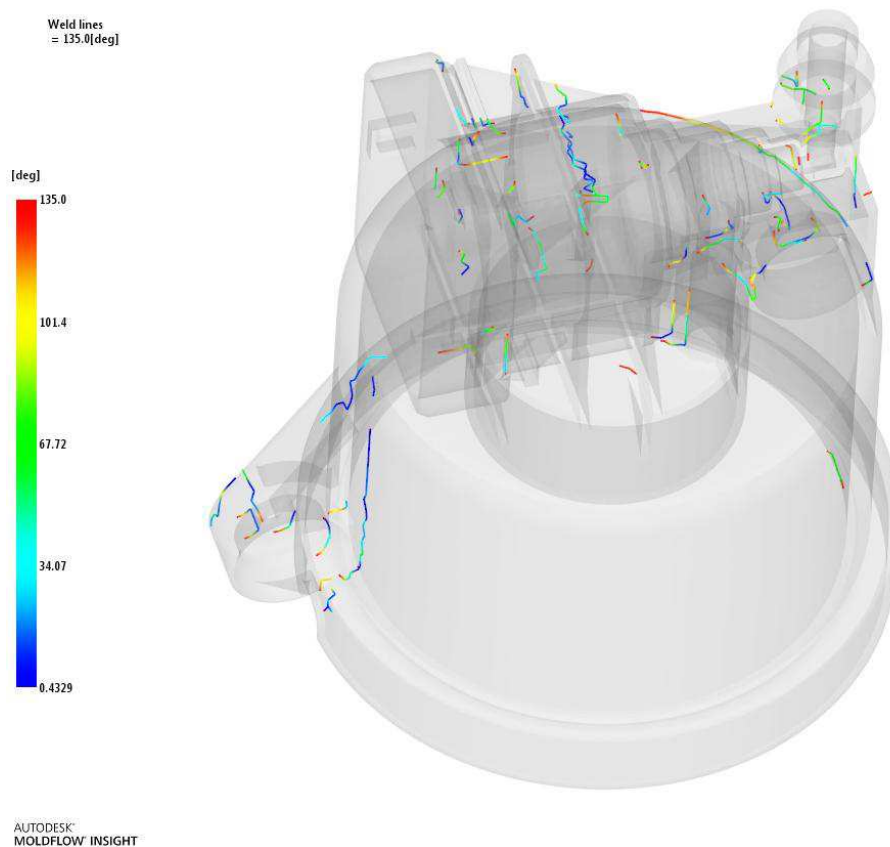 Weld lines
= 135.0[deg]
[deg]
135.0
101.4
67.72
34.07
0.4329
AUTODESK®
MOLDFLOW® INSIGHT